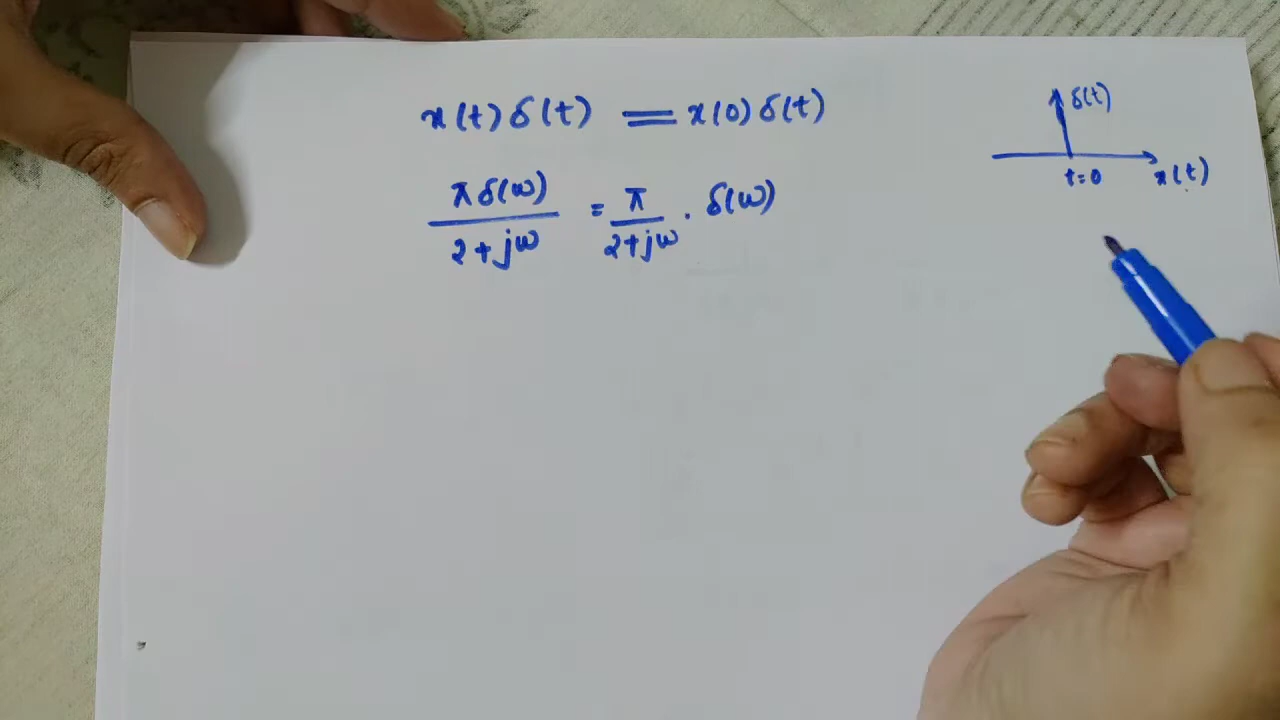 x(t) δ(t) = x(0) δ(t)
πδ(ω) / 2+jω = π / 2+jω . δ(ω)
δ(t)
t=0
x(t)